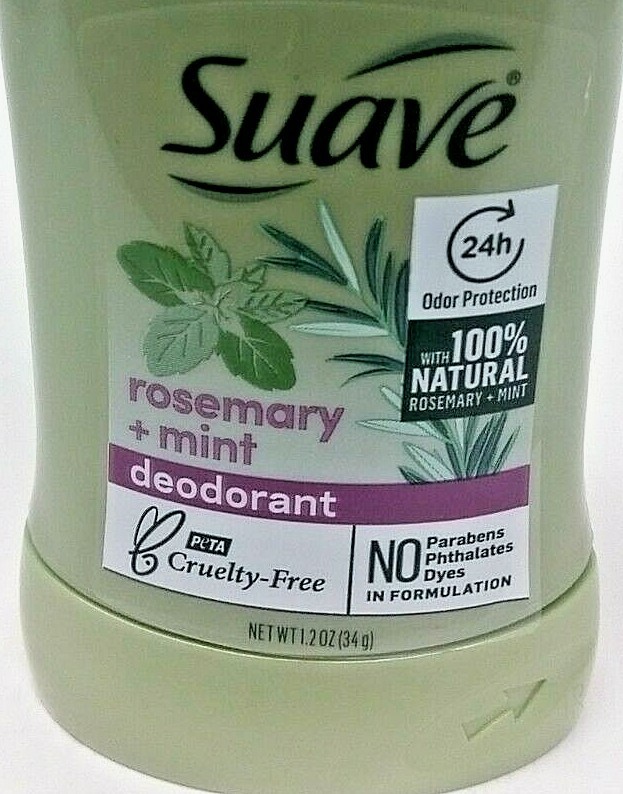 Suave®
24h
Odor Protection
WITH 100%
NATURAL
ROSEMARY + MINT
rosemary
+ mint
deodorant
PETA
Cruelty-Free
NO Parabens
Phthalates
Dyes
IN FORMULATION
NET WT 1.2 OZ (34 g)